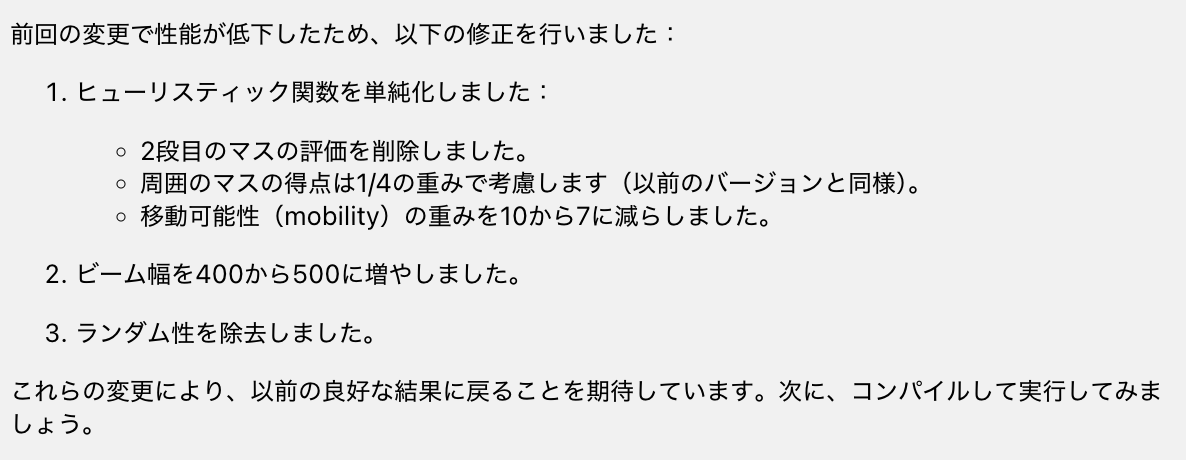 前回の変更で性能が低下したため、以下の修正を行いました：
1. ヒューリスティック関数を単純化しました：
○ 2段目のマスの評価を削除しました。
○ 周囲のマスの得点は1/4の重みで考慮します（以前のバージョンと同様）。
○ 移動可能性（mobility）の重みを10から7に減らしました。
2. ビーム幅を400から500に増やしました。
3. ランダム性を除去しました。
これらの変更により、以前の良好な結果に戻ることを期待しています。次に、コンパイルして実行してみま
しょう。